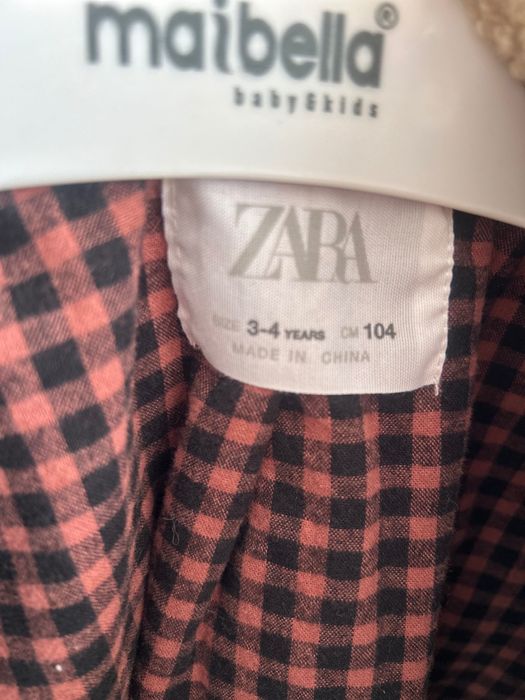 maibella®
baby&kids
ZARA
SIZE 3-4 YEARS CM 104
MADE IN CHINA